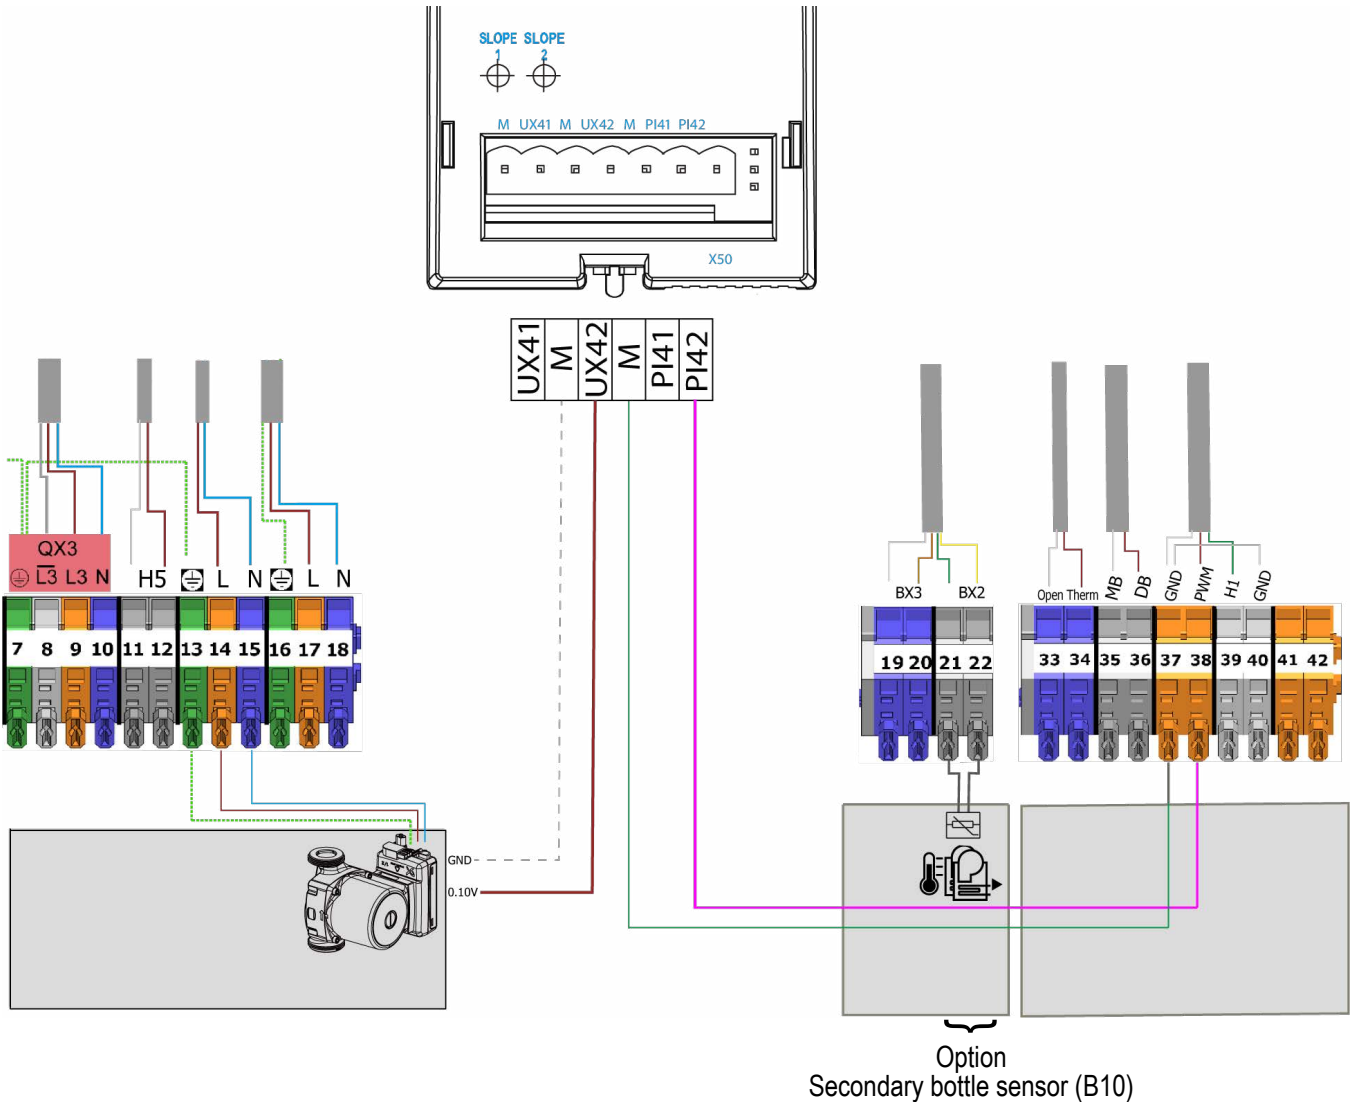 SLOPE SLOPE
1 2
M UX41 M UX42 M PI41 PI42
X50
UX41 M UX42 M PI41 PI42
QX3
L3 L3 N H5 L N L N
7 8 9 10 11 12 13 14 15 16 17 18
BX3 BX2
19 20 21 22
Open Therm MB DB GND PWM H1 GND
33 34 35 36 37 38 39 40 41 42
GND
0.10V
Option
Secondary bottle sensor (B10)